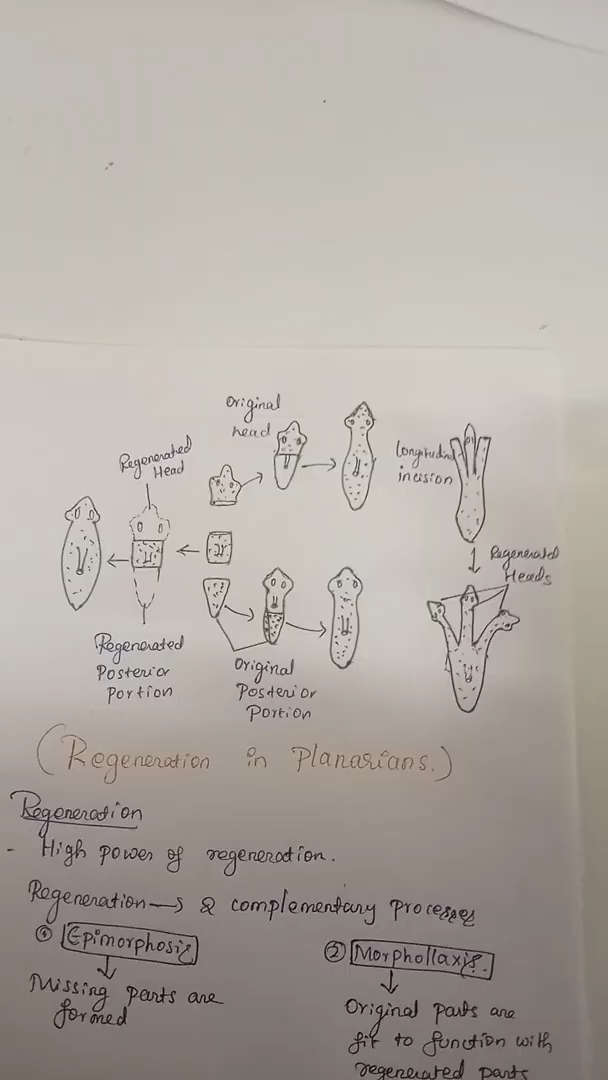 Original
head
Regenerated
Head
Longitudinal
incision
Regenerated
Heads
Regenerated
Posterior
Portion
Original
Posterior
Portion
(Regeneration in Planarians.)
Regeneration
- High power of regeneration.
Regeneration → 2 complementary processes
① Epimorphosis
Missing parts are
formed
② Morphollaxis.
Original parts are
fit to function with
regenerated parts